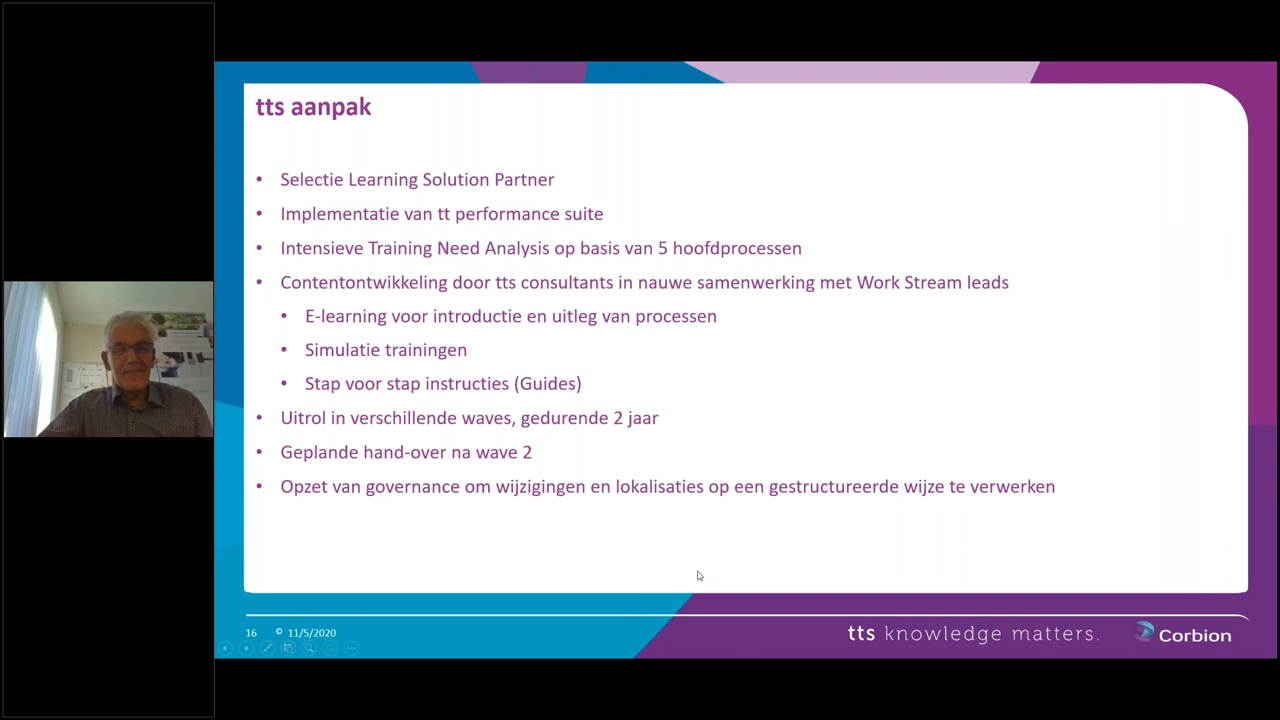 tts aanpak
• Selectie Learning Solution Partner
• Implementatie van tt performance suite
• Intensieve Training Need Analysis op basis van 5 hoofdprocessen
• Contentontwikkeling door tts consultants in nauwe samenwerking met Work Stream leads
• E-learning voor introductie en uitleg van processen
• Simulatie trainingen
• Stap voor stap instructies (Guides)
• Uitrol in verschillende waves, gedurende 2 jaar
• Geplande hand-over na wave 2
• Opzet van governance om wijzigingen en lokalisaties op een gestructureerde wijze te verwerken
16 © 11/5/2020
tts knowledge matters.
Corbion